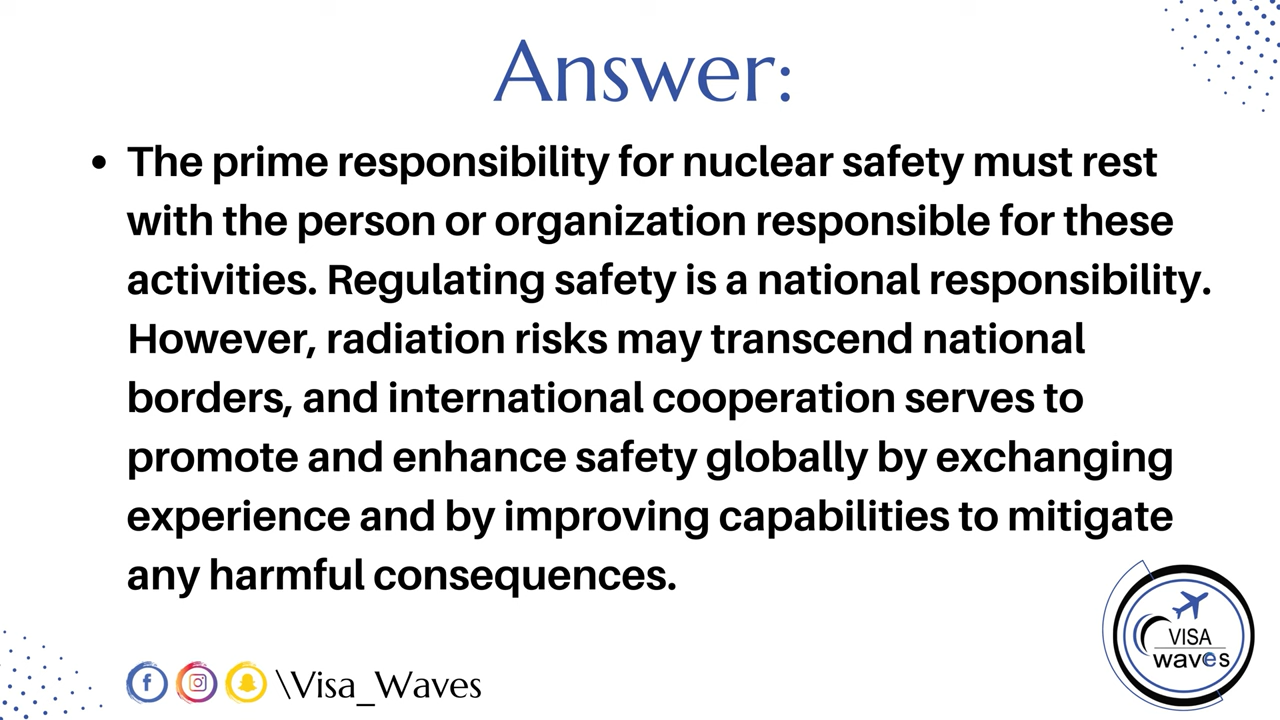 Answer:
• The prime responsibility for nuclear safety must rest
with the person or organization responsible for these
activities. Regulating safety is a national responsibility.
However, radiation risks may transcend national
borders, and international cooperation serves to
promote and enhance safety globally by exchanging
experience and by improving capabilities to mitigate
any harmful consequences.
VISA
waves
\Visa_Waves